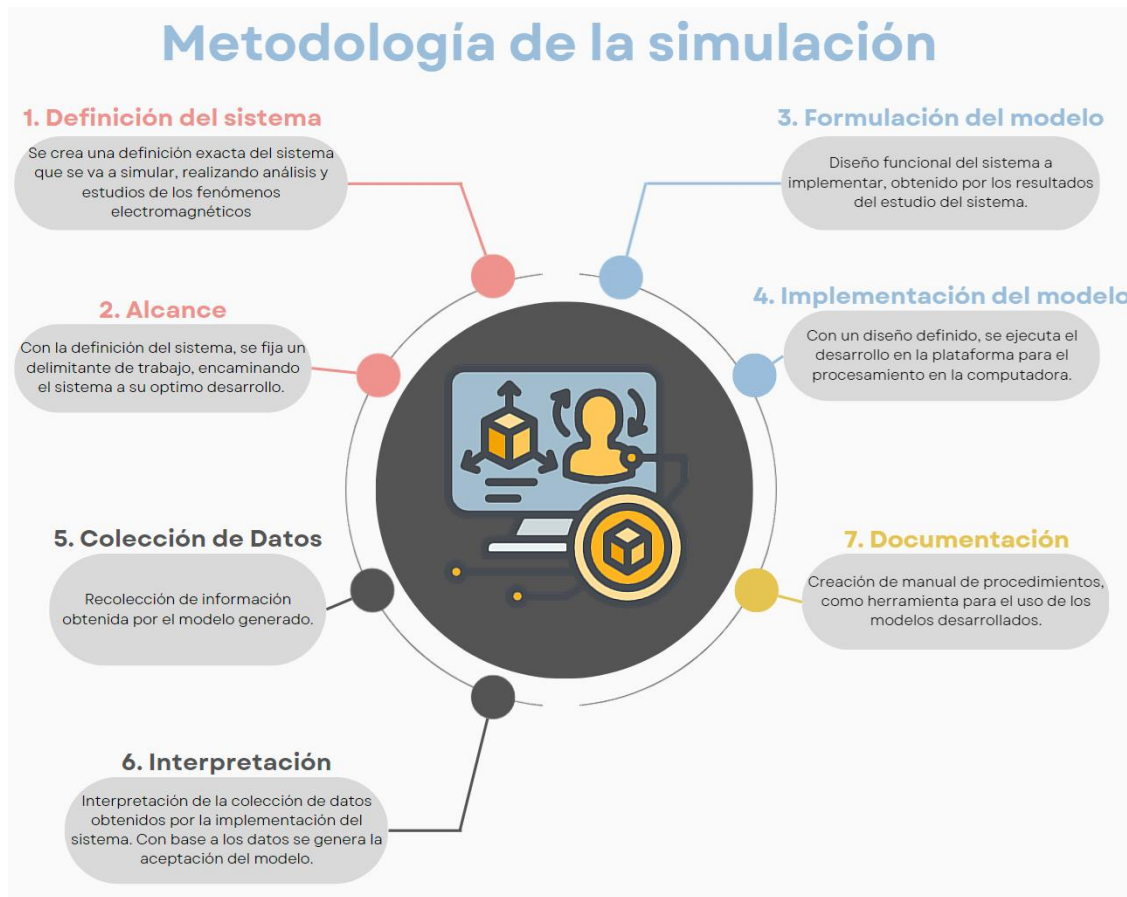 Metodología de la simulación
1. Definición del sistema
Se crea una definición exacta del sistema
que se va a simular, realizando análisis y
estudios de los fenómenos
electromagnéticos
2. Alcance
Con la definición del sistema, se fija un
delimitante de trabajo, encaminando
el sistema a su optimo desarrollo.
3. Formulación del modelo
Diseño funcional del sistema a
implementar, obtenido por los resultados
del estudio del sistema.
4. Implementación del modelo
Con un diseño definido, se ejecuta el
desarrollo en la plataforma para el
procesamiento en la computadora.
5. Colección de Datos
Recolección de información
obtenida por el modelo generado.
6. Interpretación
Interpretación de la colección de datos
obtenidos por la implementación del
sistema. Con base a los datos se genera la
aceptación del modelo.
7. Documentación
Creación de manual de procedimientos,
como herramienta para el uso de los
modelos desarrollados.